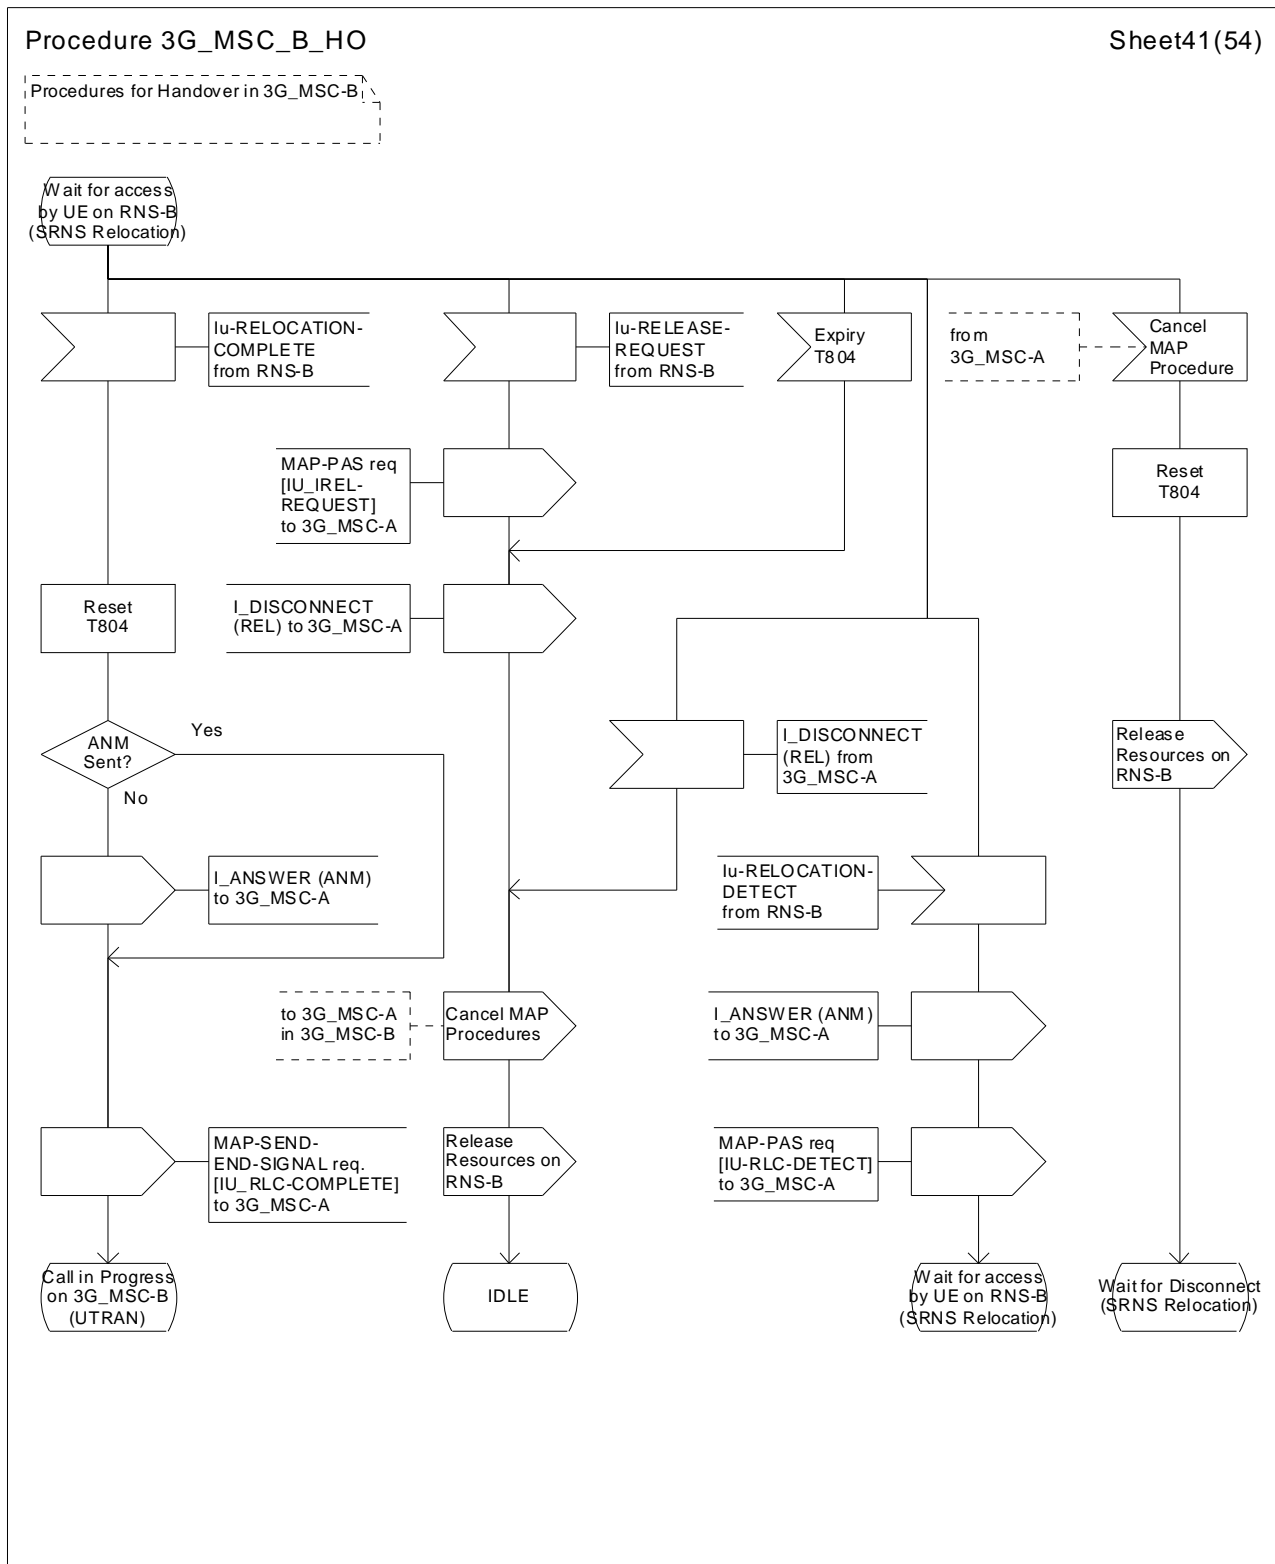 Procedure 3G_MSC_B_HO
Sheet41(54)
Procedures for Handover in 3G_MSC-B
Wait for access
by UE on RNS-B
(SRNS Relocation)
Iu-RELOCATION-
COMPLETE
from RNS-B
Iu-RELEASE-
REQUEST
from RNS-B
Expiry
T804
from
3G_MSC-A
Cancel
MAP
Procedure
MAP-PAS req
[IU_IREL-
REQUEST]
to 3G_MSC-A
Reset
T804
Reset
T804
I_DISCONNECT
(REL) to 3G_MSC-A
ANM
Sent?
Yes
No
I_DISCONNECT
(REL) from
3G_MSC-A
Release
Resources on
RNS-B
I_ANSWER (ANM)
to 3G_MSC-A
Iu-RELOCATION-
DETECT
from RNS-B
to 3G_MSC-A
in 3G_MSC-B
Cancel MAP
Procedures
I_ANSWER (ANM)
to 3G_MSC-A
MAP-SEND-
END-SIGNAL req.
[IU_RLC-COMPLETE]
to 3G_MSC-A
Release
Resources on
RNS-B
MAP-PAS req
[IU-RLC-DETECT]
to 3G_MSC-A
Call in Progress
on 3G_MSC-B
(UTRAN)
IDLE
Wait for access
by UE on RNS-B
(SRNS Relocation)
Wait for Disconnect
(SRNS Relocation)